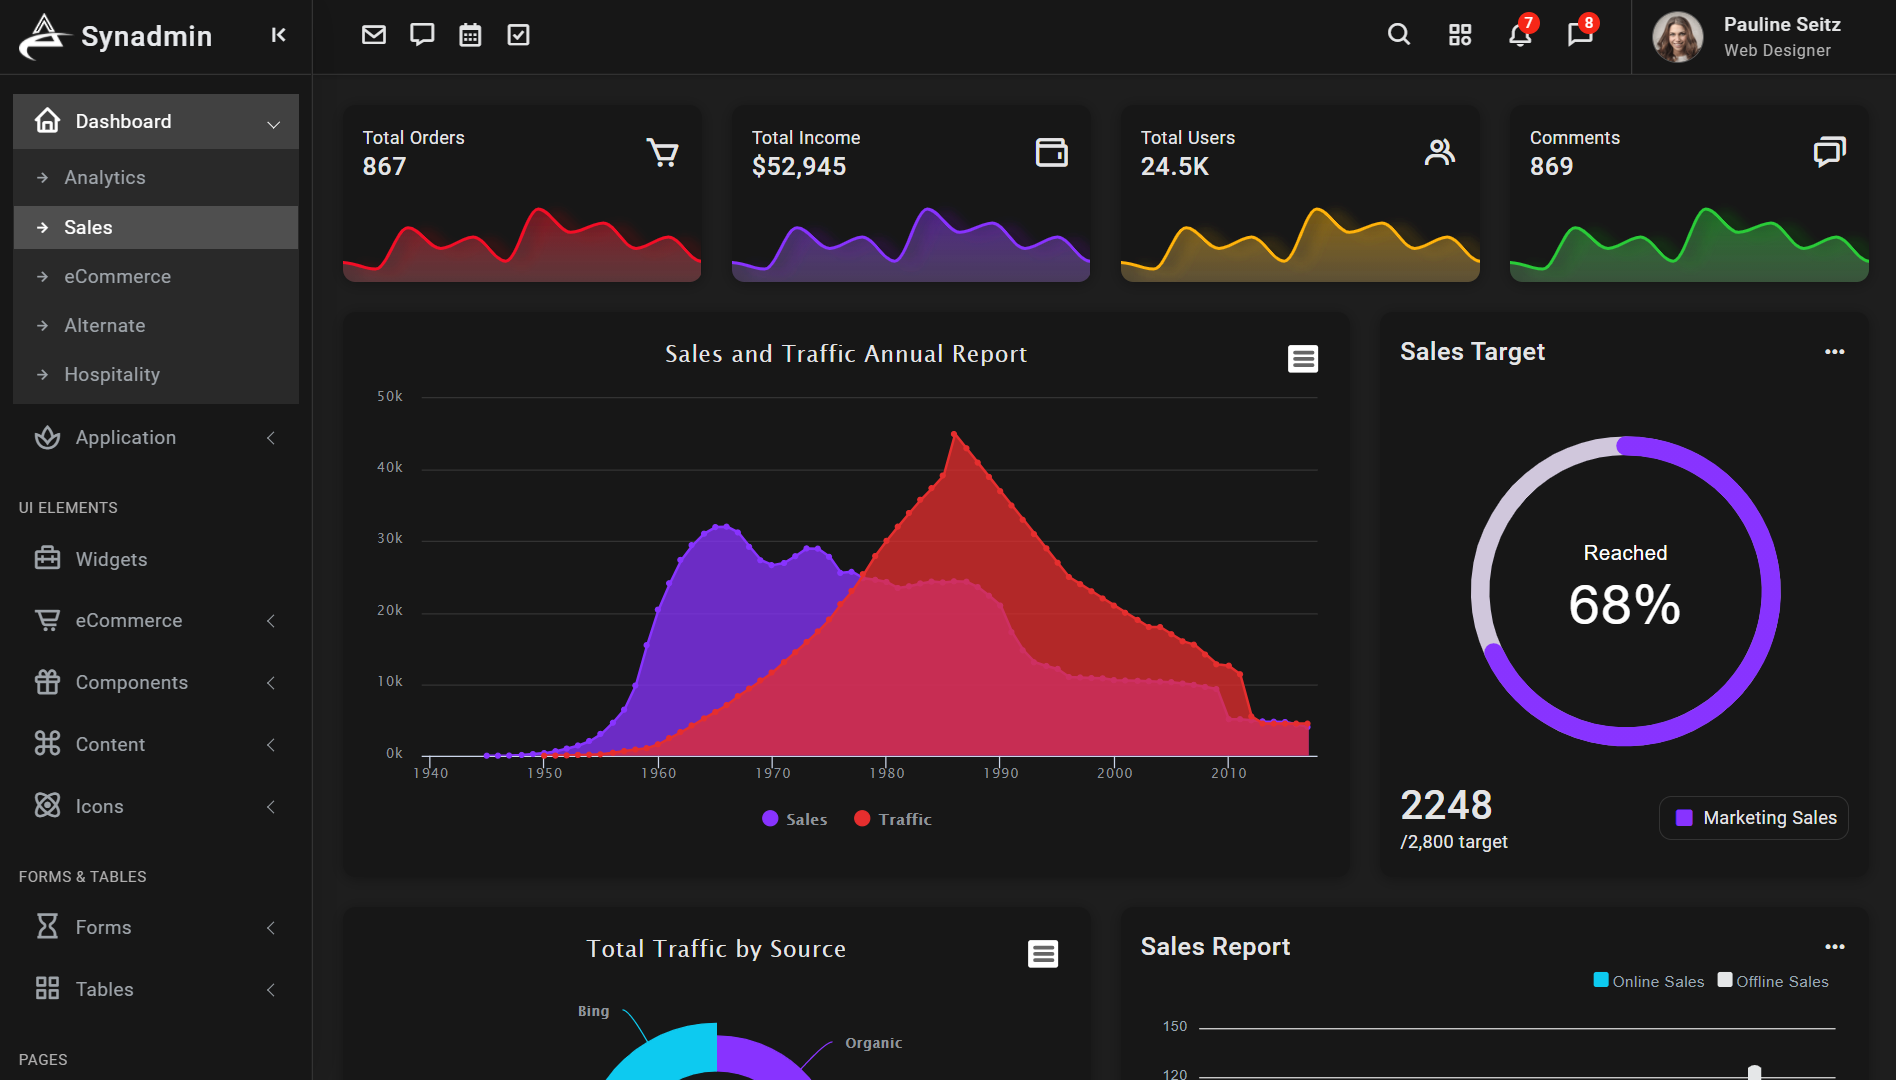 Synadmin
7
8
Pauline Seitz
Web Designer
Dashboard
Analytics
Sales
eCommerce
Alternate
Hospitality
Application
UI ELEMENTS
Widgets
eCommerce
Components
Content
Icons
FORMS & TABLES
Forms
Tables
PAGES
Total Orders
867
Total Income
$52,945
Total Users
24.5K
Comments
869
Sales and Traffic Annual Report
50k
40k
30k
20k
10k
0k
1940 1950 1960 1970 1980 1990 2000 2010
Sales Traffic
Sales Target
Reached
68%
2248
/2,800 target
Marketing Sales
Total Traffic by Source
Bing
Organic
Sales Report
Online Sales Offline Sales
150
120